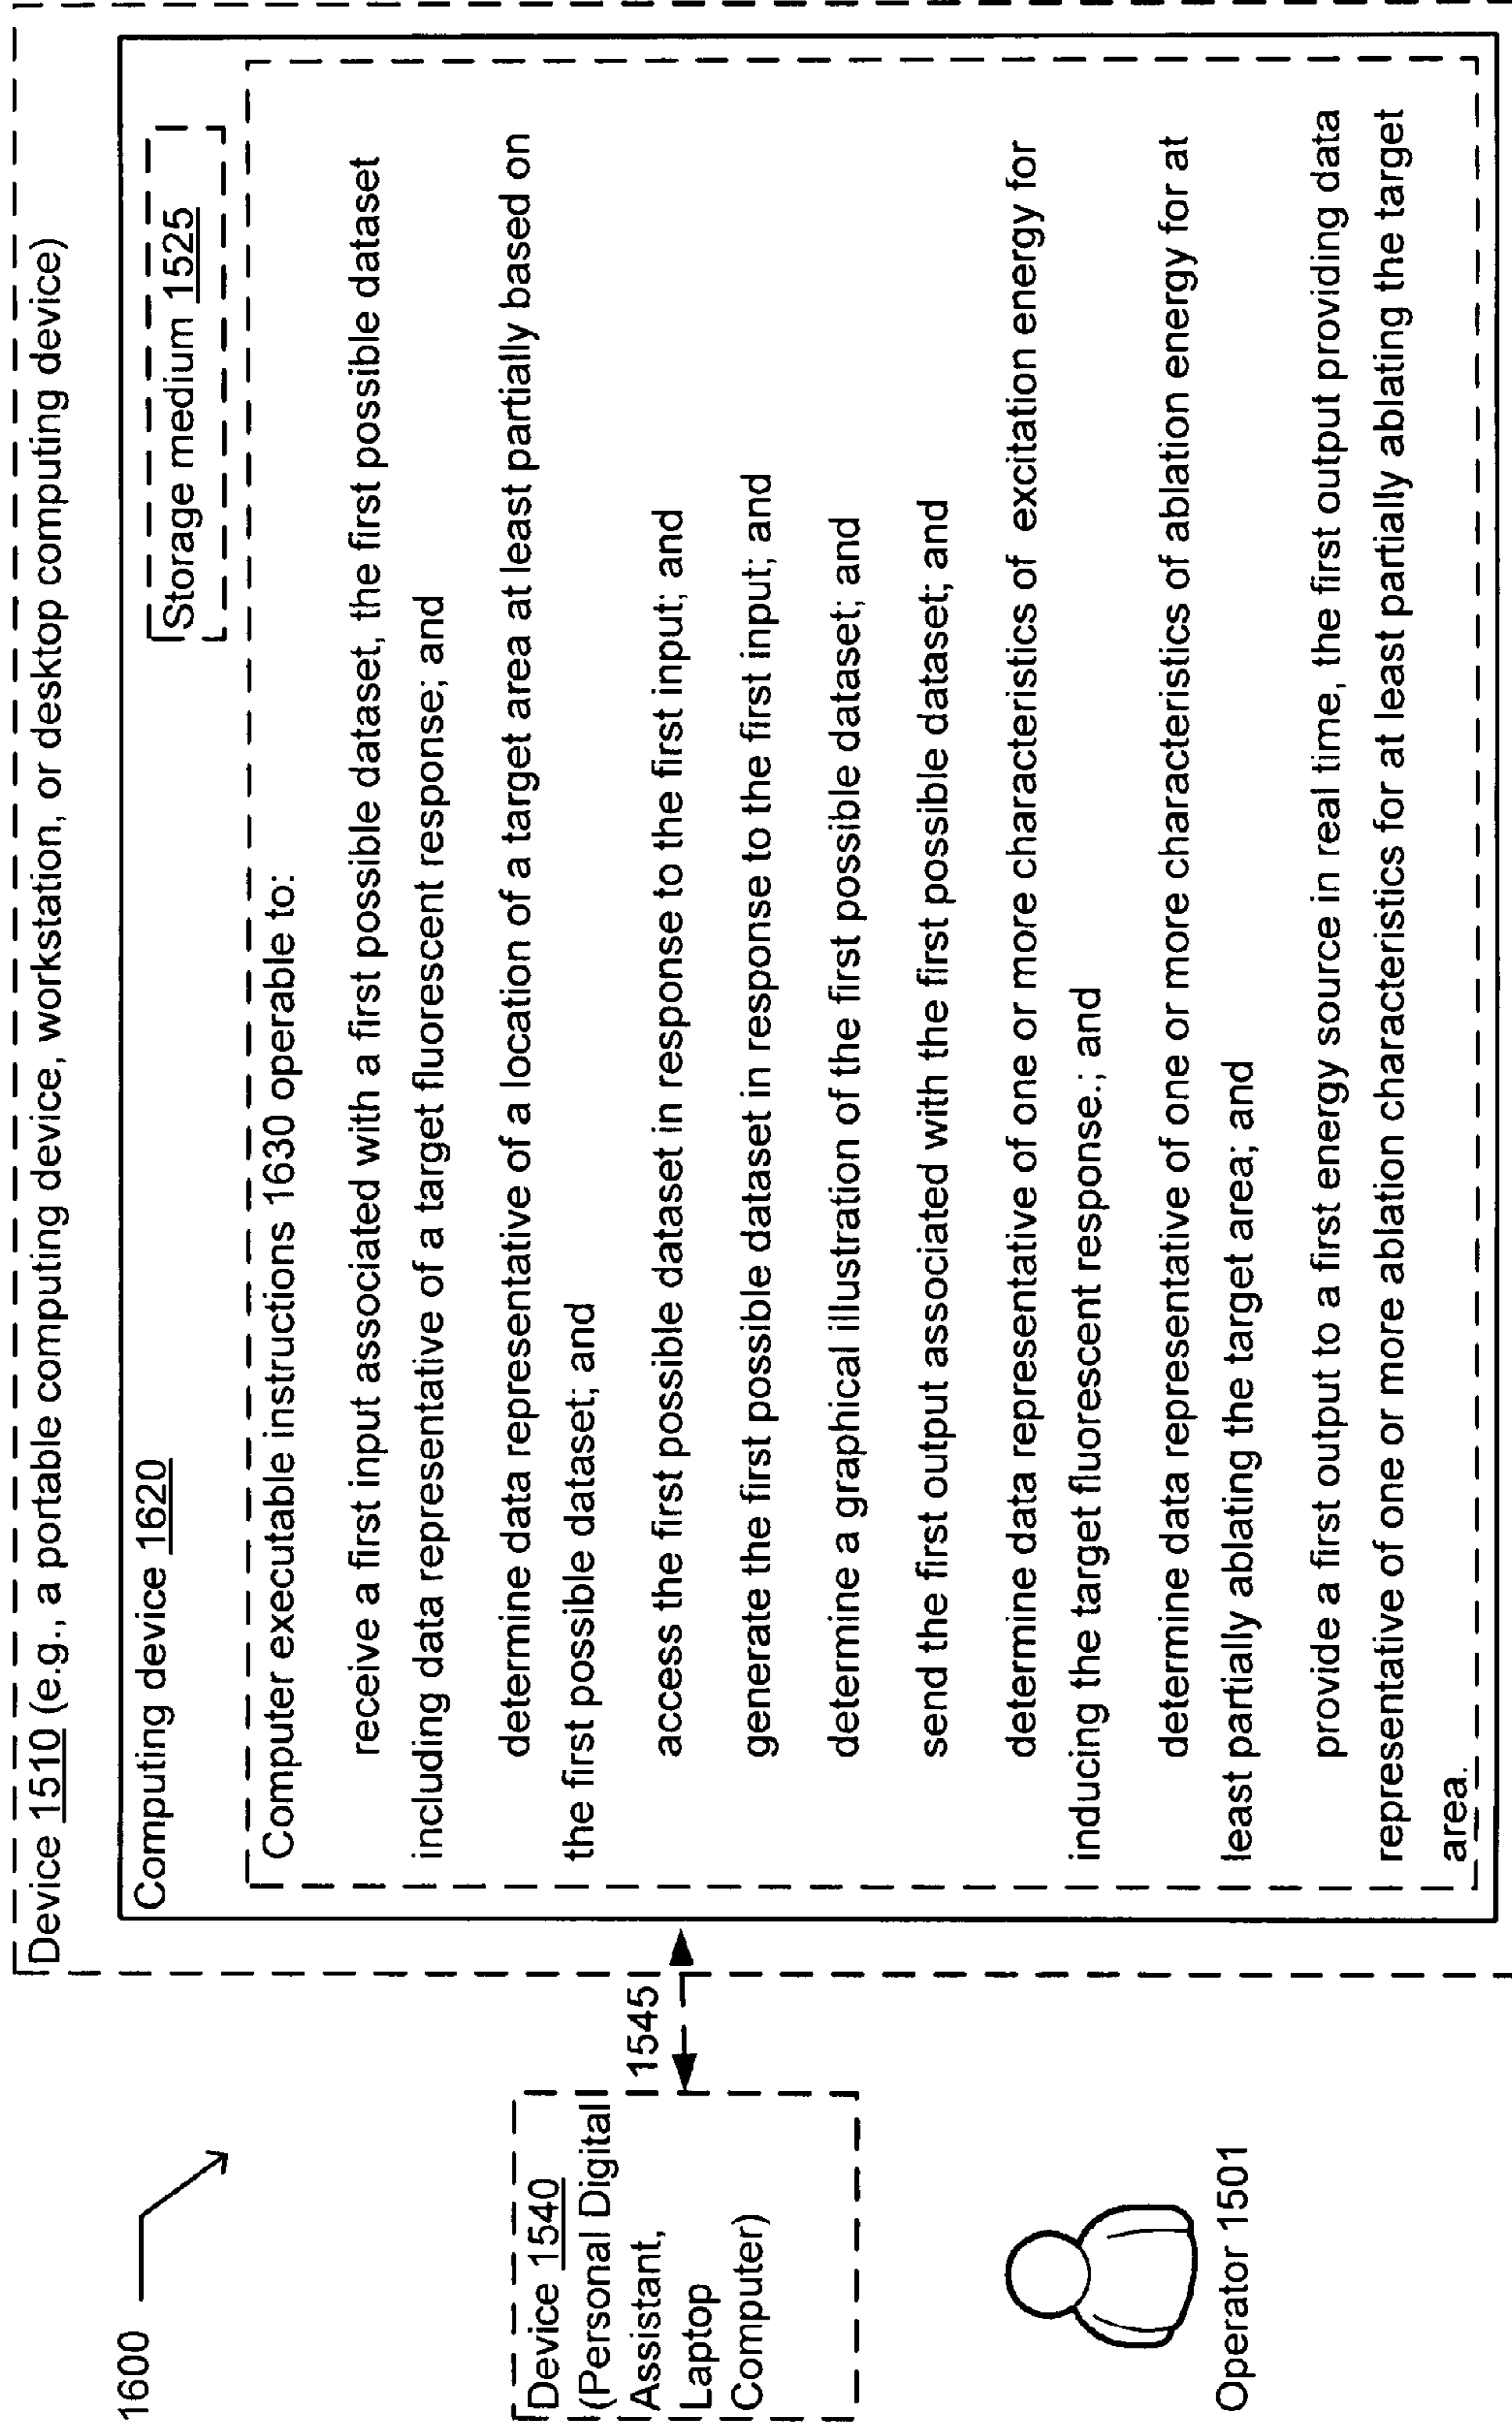 1600
Device 1510 (e.g., a portable computing device, workstation, or desktop computing device)
Computing device 1620
Storage medium 1525
Computer executable instructions 1630 operable to:
receive a first input associated with a first possible dataset, the first possible dataset
including data representative of a target fluorescent response; and
determine data representative of a location of a target area at least partially based on
the first possible dataset; and
access the first possible dataset in response to the first input; and
generate the first possible dataset in response to the first input; and
determine a graphical illustration of the first possible dataset; and
send the first output associated with the first possible dataset; and
determine data representative of one or more characteristics of excitation energy for
inducing the target fluorescent response.; and
determine data representative of one or more characteristics of ablation energy for at
least partially ablating the target area; and
provide a first output to a first energy source in real time, the first output providing data
representative of one or more ablation characteristics for at least partially ablating the target
area.
Device 1540
(Personal Digital
Assistant,
Laptop
Computer)
1545
Operator 1501